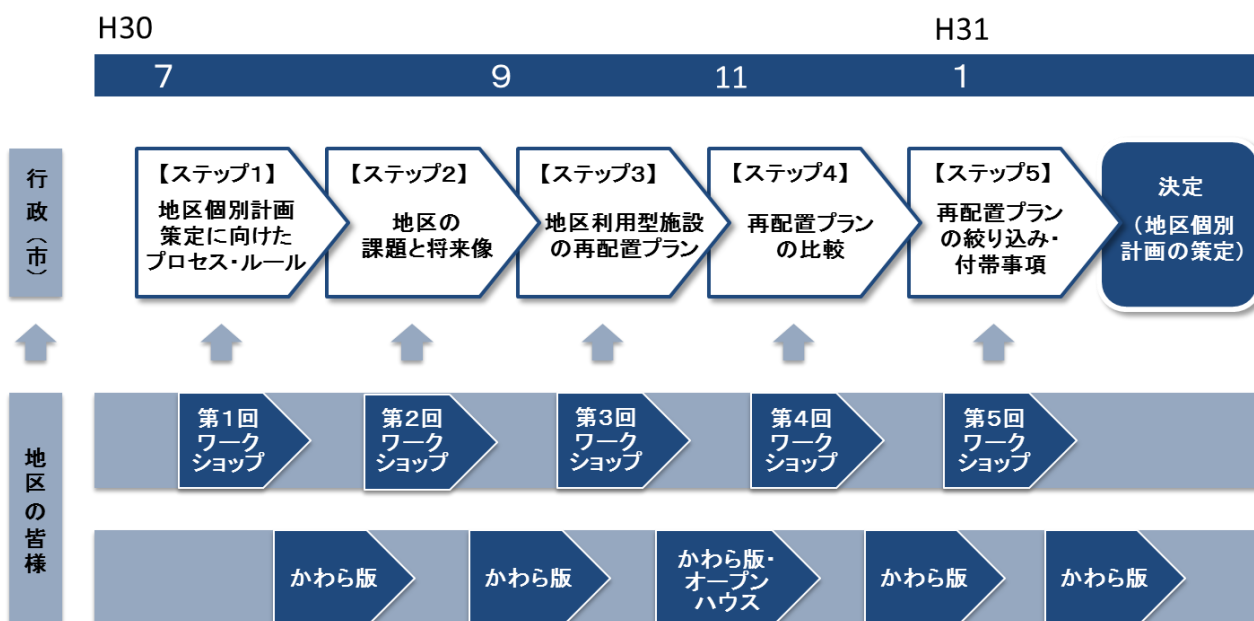 H30
H31
7
9
11
1
行政(市)
【ステップ1】
地区個別計画
策定に向けた
プロセス・ルール
【ステップ2】
地区の
課題と将来像
【ステップ3】
地区利用型施設
の再配置プラン
【ステップ4】
再配置プラン
の比較
【ステップ5】
再配置プラン
の絞り込み・
付帯事項
決定
(地区個別
計画の策定)
地区の皆様
第1回
ワーク
ショップ
第2回
ワーク
ショップ
第3回
ワーク
ショップ
第4回
ワーク
ショップ
第5回
ワーク
ショップ
かわら版
かわら版
かわら版・
オープン
ハウス
かわら版
かわら版